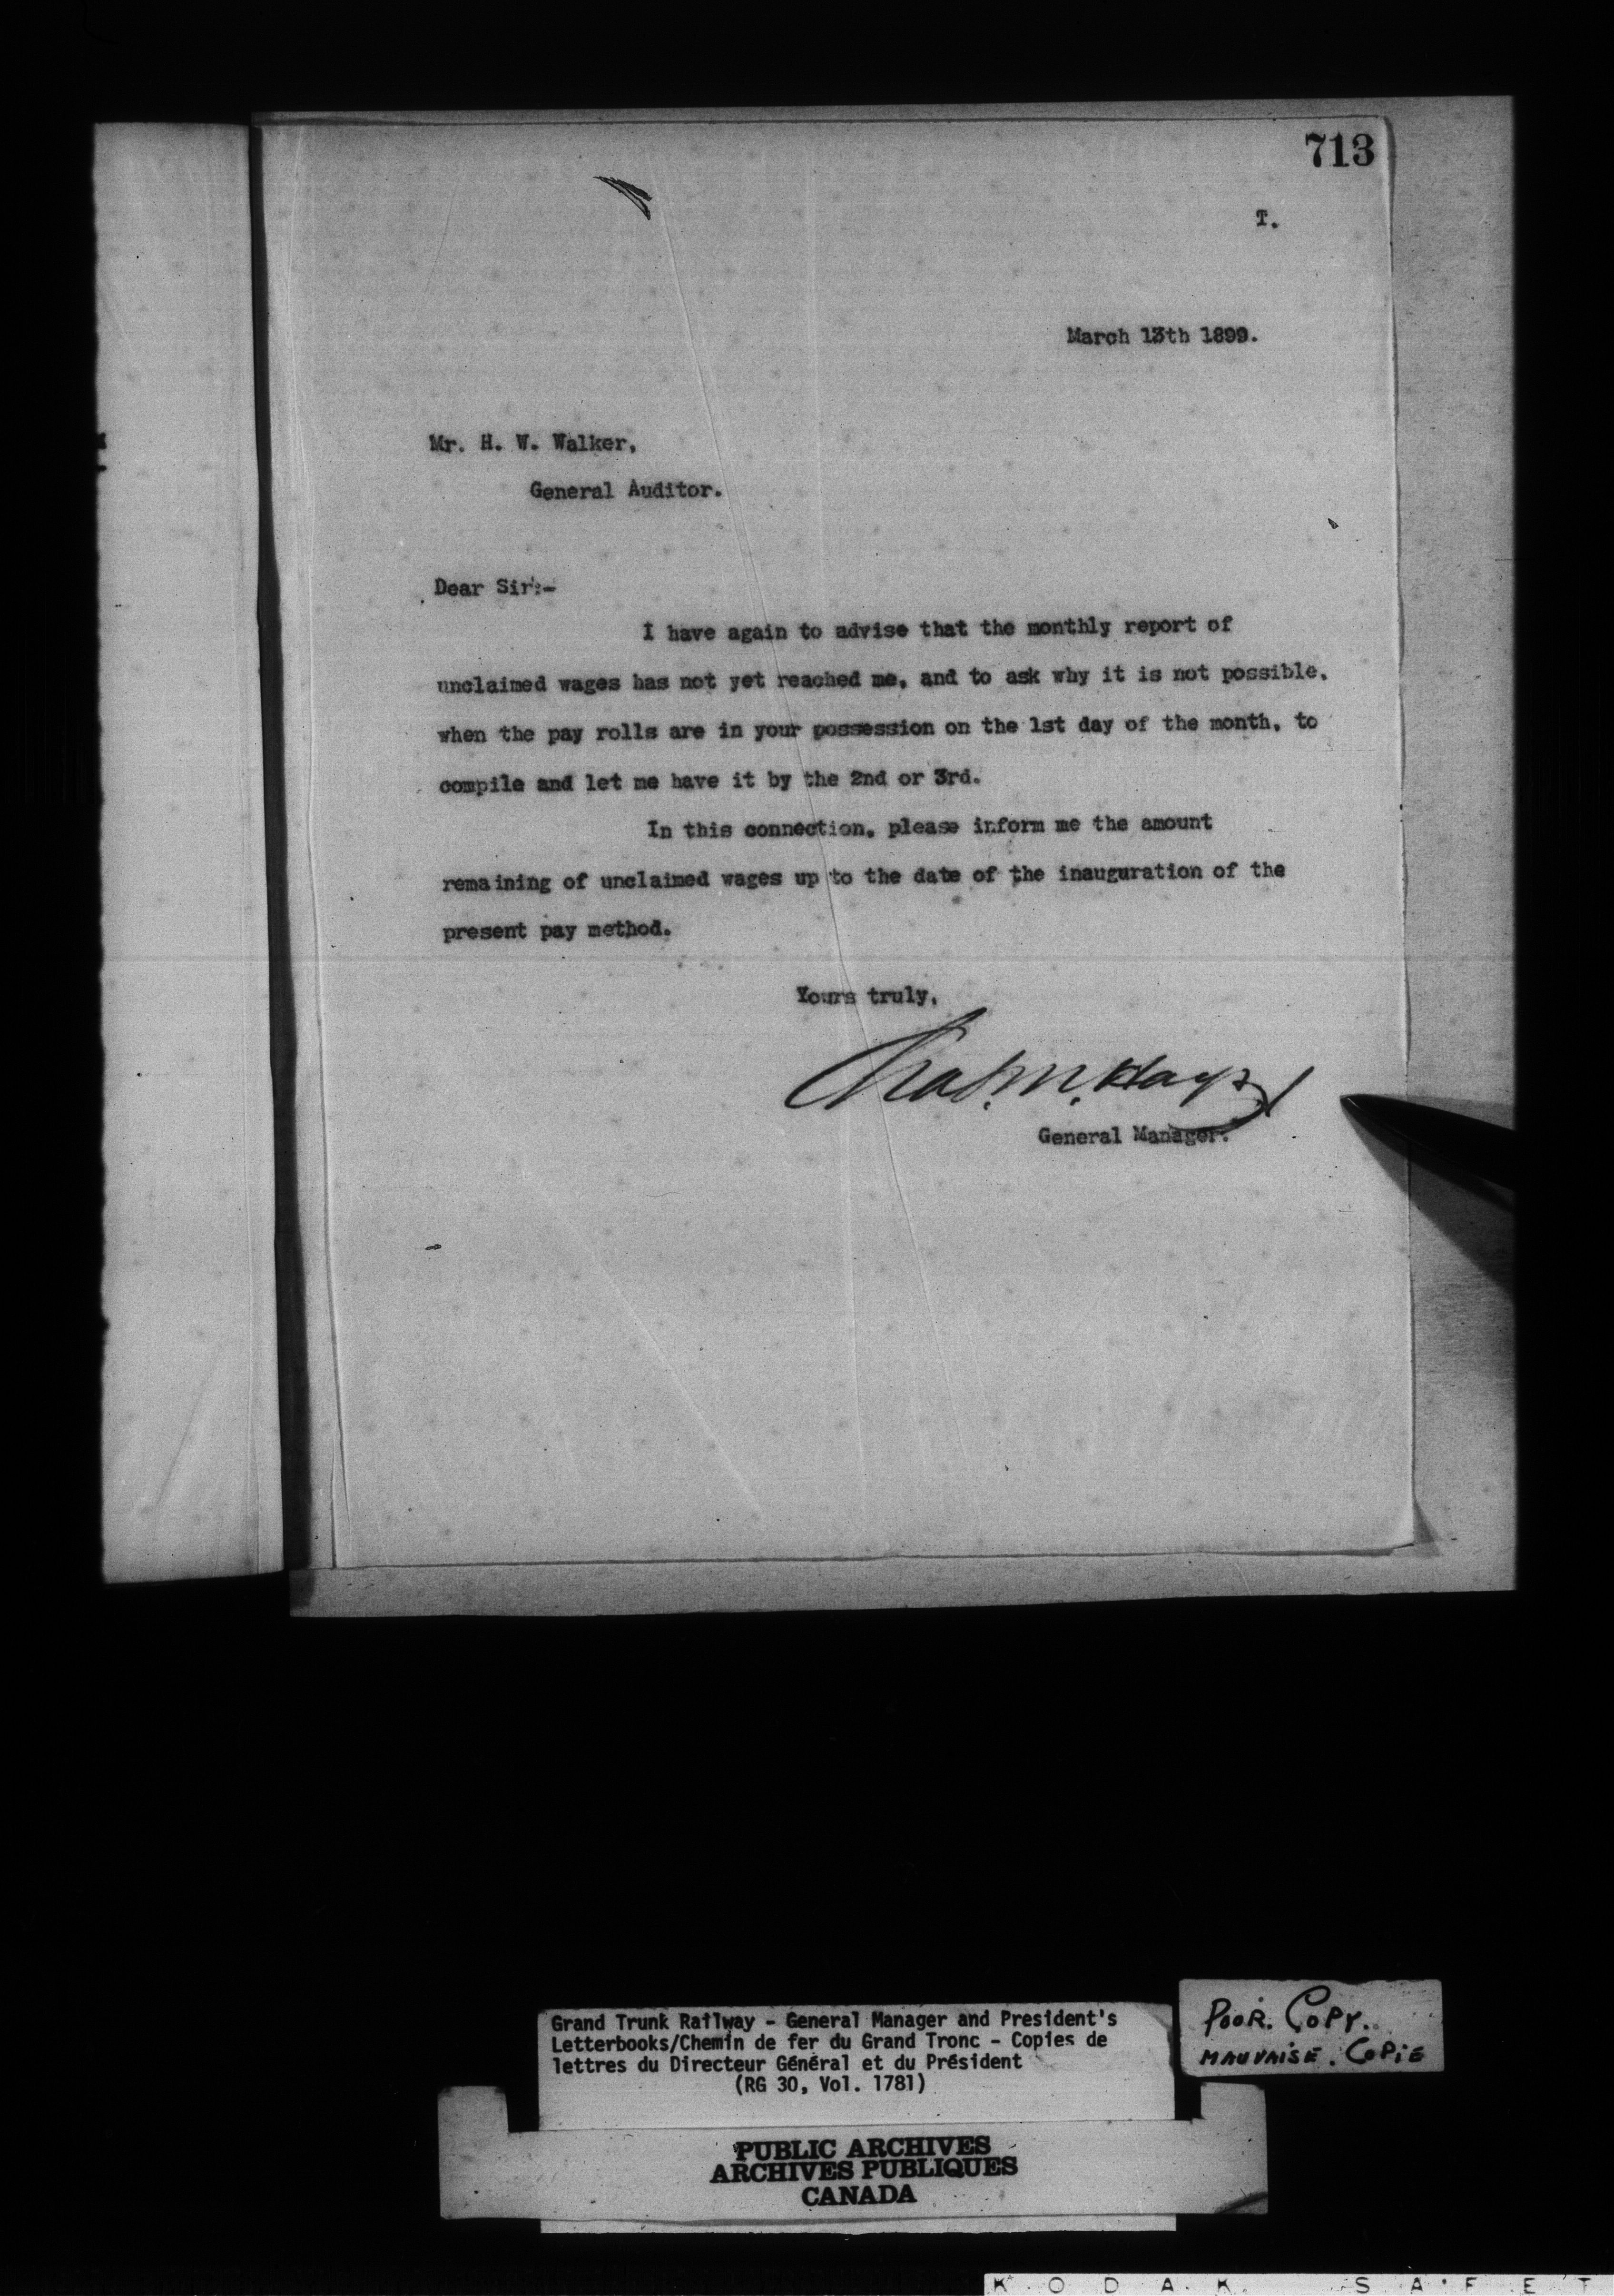 713
T.
March 13th 1899.
Mr. H. W. Walker,
General Auditor.
Dear Sir:-
I have again to advise that the monthly report of
unclaimed wages has not yet reached me, and to ask why it is not possible,
when the pay rolls are in your possession on the 1st day of the month, to
compile and let me have it by the 2nd or 3rd.
In this connection, please inform me the amount
remaining of unclaimed wages up to the date of the inauguration of the
present pay method.
Yours truly,
Chas. M. Hays
General Manager.
Grand Trunk Railway - General Manager and President's
Letterbooks/Chemin de fer du Grand Tronc - Copies de
lettres du Directeur Général et du Président
(RG 30, Vol. 1781)
POOR. COPY.
MAUVAISE. COPIE
PUBLIC ARCHIVES
ARCHIVES PUBLIQUES
CANADA
KODAK SAFET